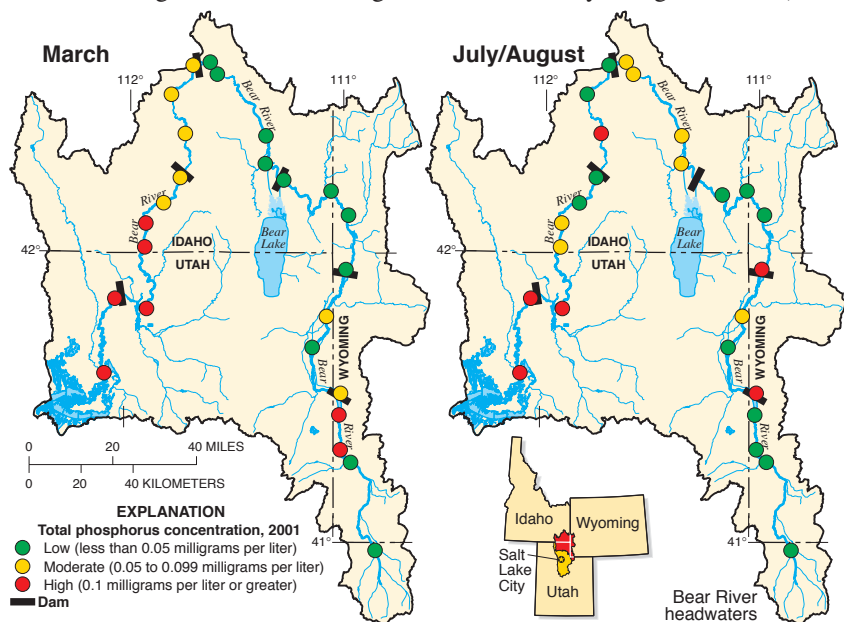 March
July/August
112°
111°
112°
111°
Bear
River
Bear
River
River
Bear
IDAHO
UTAH
Bear
Lake
42°
WYOMING
Bear
River
41°
River
Bear
IDAHO
UTAH
Bear
Lake
42°
WYOMING
Bear
River
41°
0 20 40 MILES
0 20 40 KILOMETERS
EXPLANATION
Total phosphorus concentration, 2001
Low (less than 0.05 milligrams per liter)
Moderate (0.05 to 0.099 milligrams per liter)
High (0.1 milligrams per liter or greater)
Dam
Idaho
Wyoming
Salt
Lake
City
Utah
Bear River
headwaters